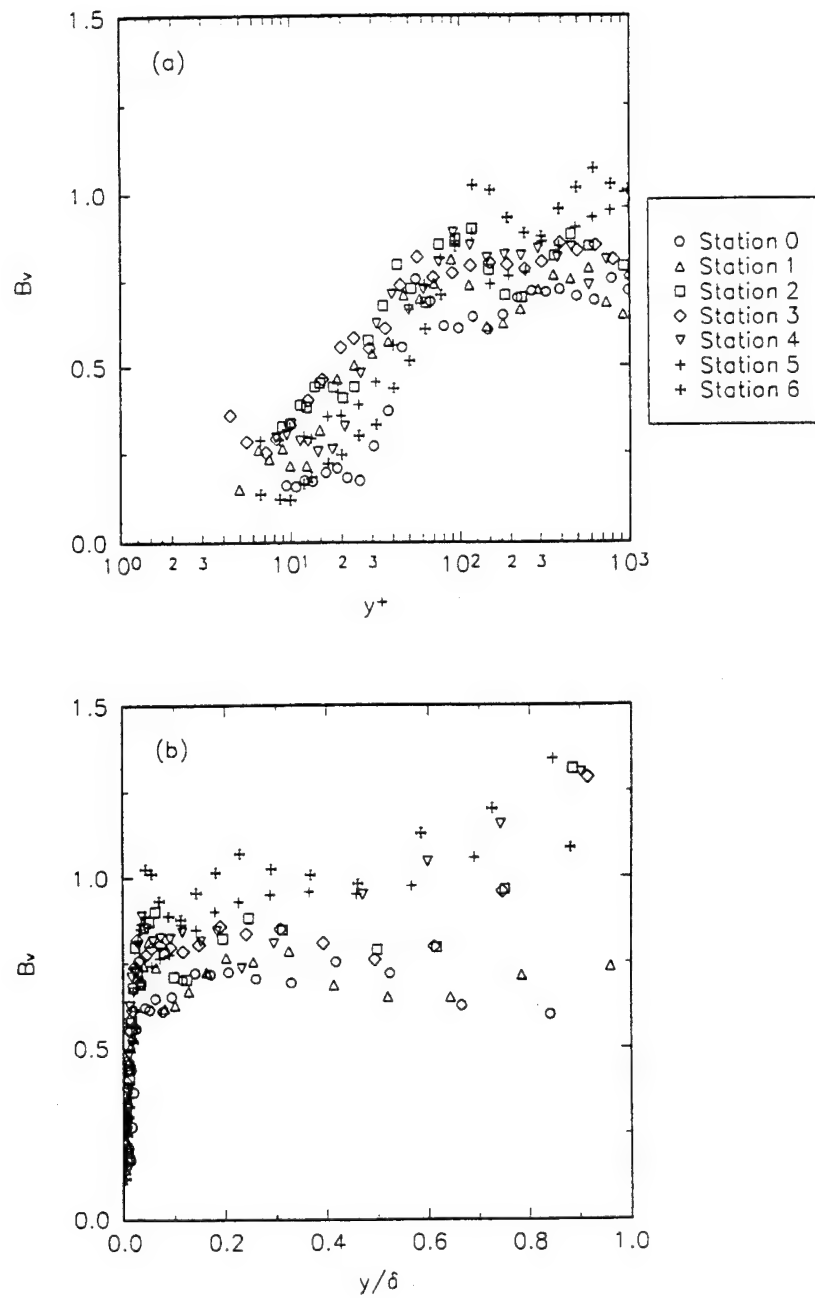 1.5
(a)
1.0
Bᵥ
0.5
0.0
10⁰ 2 3 10¹ 2 3 10² 2 3 10³
y⁺
Station 0
Station 1
Station 2
Station 3
Station 4
Station 5
Station 6
1.5
(b)
1.0
Bᵥ
0.5
0.0
0.0 0.2 0.4 0.6 0.8 1.0
y/δ